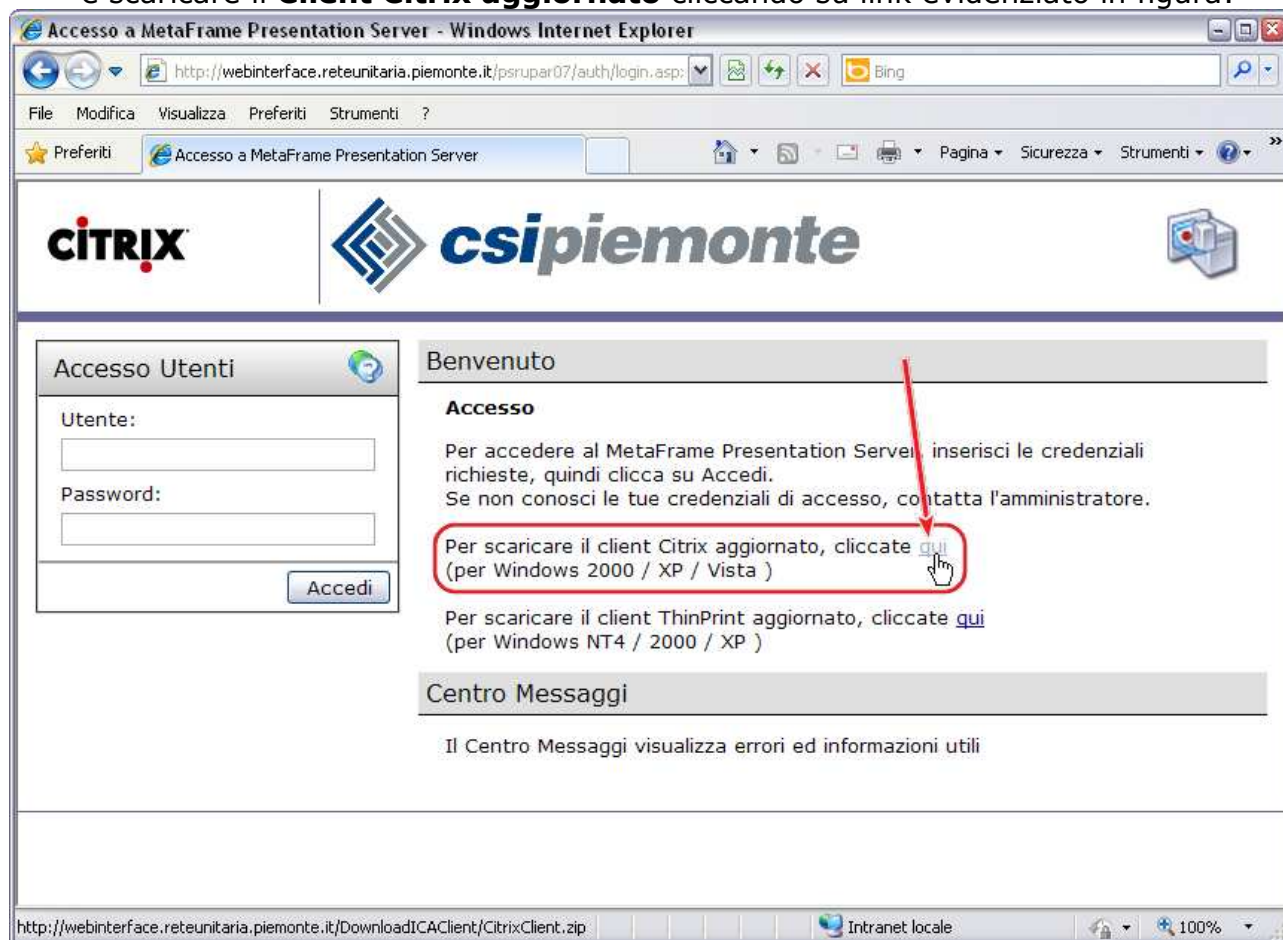 e scaricare il Client Citrix aggiornato cliccando su link evidenziato in figura:
Accesso a MetaFrame Presentation Server - Windows Internet Explorer
http://webinterface.reteunitaria.piemonte.it/psrupar07/auth/login.asp:
Bing
File Modifica Visualizza Preferiti Strumenti ?
Preferiti Accesso a MetaFrame Presentation Server Pagina Sicurezza Strumenti »
CITRIX csipiemonte
Accesso Utenti
Utente:
Password:
Accedi
Benvenuto
Accesso
Per accedere al MetaFrame Presentation Server, inserisci le credenziali
richieste, quindi clicca su Accedi.
Se non conosci le tue credenziali di accesso, contatta l'amministratore.
Per scaricare il client Citrix aggiornato, cliccate qui
(per Windows 2000 / XP / Vista )
Per scaricare il client ThinPrint aggiornato, cliccate qui
(per Windows NT4 / 2000 / XP )
Centro Messaggi
Il Centro Messaggi visualizza errori ed informazioni utili
http://webinterface.reteunitaria.piemonte.it/DownloadICAClient/CitrixClient.zip Intranet locale 100%